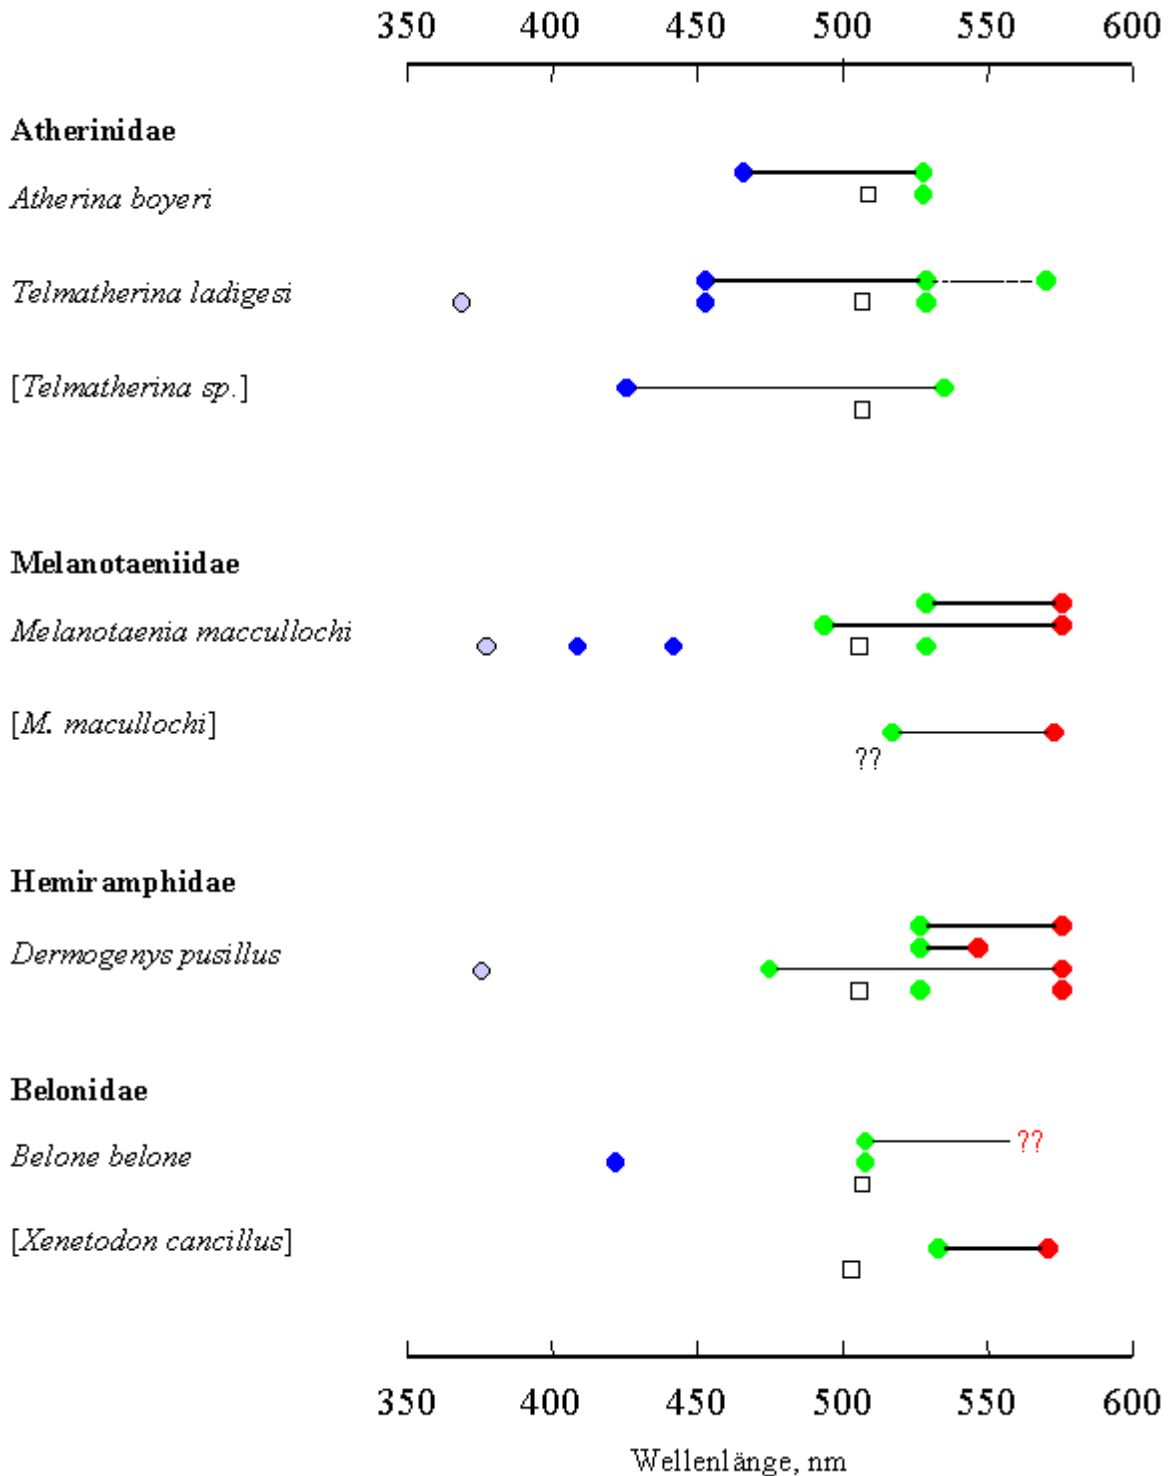 350 400 450 500 550 600
Atherinidae
Atherina boyeri
Telmatherina ladigesi
[Telmatherina sp.]
Melanotaeniidae
Melanotaenia maccullochi
[M. macullochi]
??
Hemiramphidae
Dermogenys pusillus
Belonidae
??
Belone belone
[Xenetodon cancillus]
350 400 450 500 550 600
Wellenlänge, nm